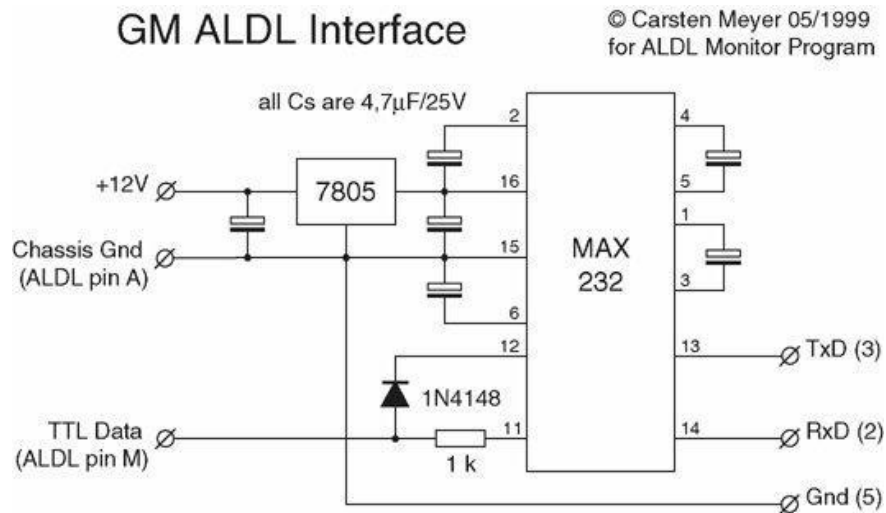 GM ALDL Interface
© Carsten Meyer 05/1999
for ALDL Monitor Program
all Cs are 4,7µF/25V
2
4
+12V
7805
16
5
1
Chassis Gnd
(ALDL pin A)
15
MAX
232
3
6
12
13
TxD (3)
1N4148
TTL Data
(ALDL pin M)
1 k
11
14
RxD (2)
Gnd (5)